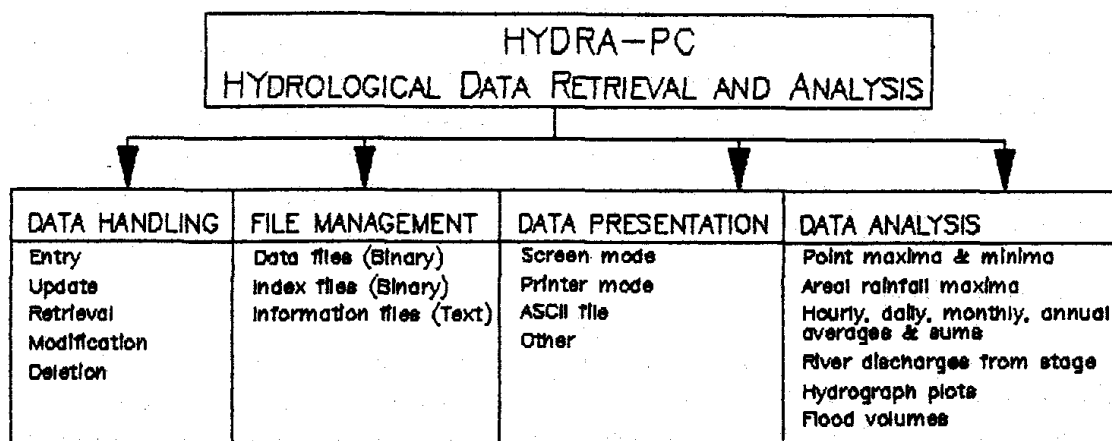 HYDRA-PC
HYDROLOGICAL DATA RETRIEVAL AND ANALYSIS
DATA HANDLING
Entry
Update
Retrieval
Modification
Deletion
FILE MANAGEMENT
Data files (Binary)
Index files (Binary)
Information files (Text)
DATA PRESENTATION
Screen mode
Printer mode
ASCII file
Other
DATA ANALYSIS
Point maxima & minima
Areal rainfall maxima
Hourly, daily, monthly, annual
averages & sums
River discharges from stage
Hydrograph plots
Flood volumes